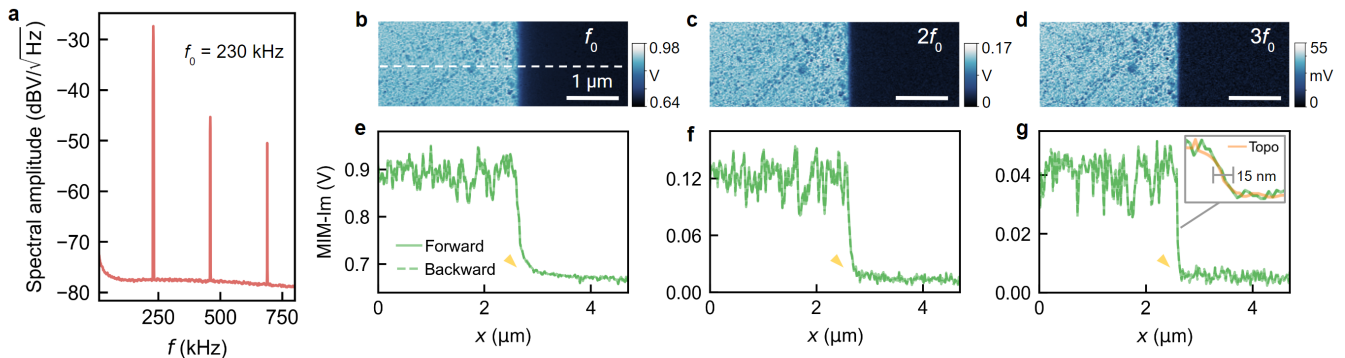 a
Spectral amplitude (dBV/√Hz)
−30
−40
−50
−60
−70
−80
f0 = 230 kHz
250
500
750
f (kHz)
b
f0
1 μm
0.98
V
0.64
c
2f0
0.17
V
0
d
3f0
55
mV
0
e
MIM-Im (V)
0.9
0.8
0.7
Forward
Backward
0
2
4
x (μm)
f
0.12
0.06
0.00
0
2
4
x (μm)
g
0.04
0.02
0.00
Topo
15 nm
0
2
4
x (μm)